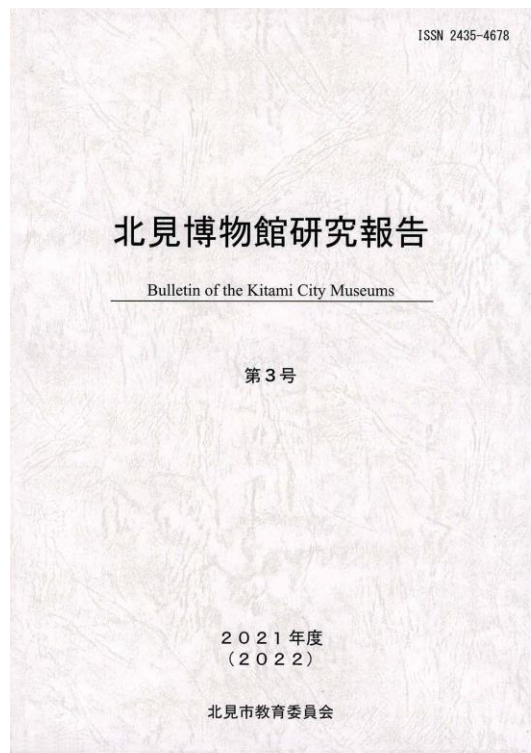 ISSN 2435-4678
北見博物館研究報告
Bulletin of the Kitami City Museums
第３号
２０２１年度
（２０２２）
北見市教育委員会